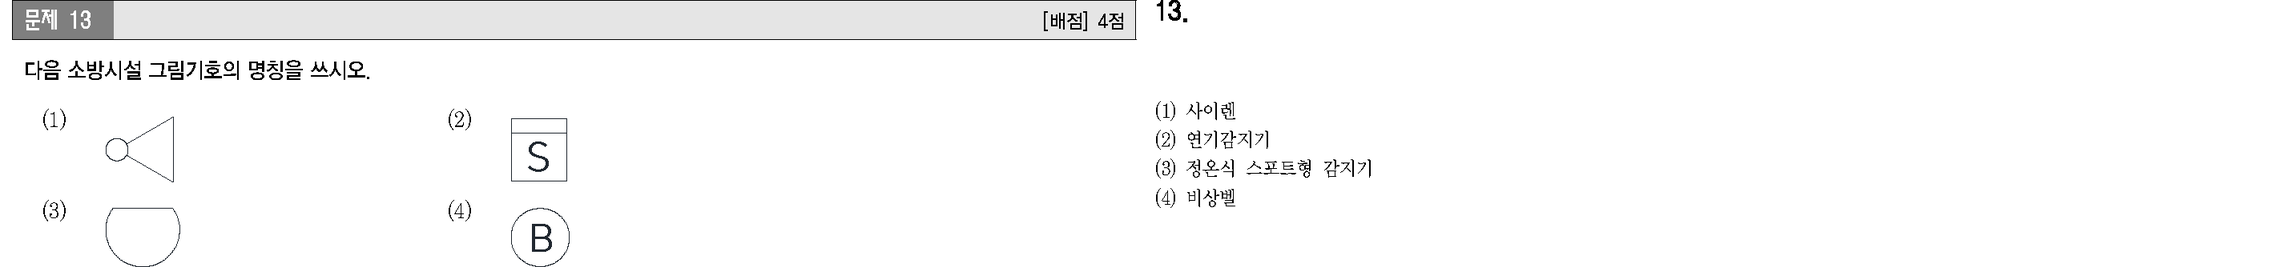 문제 13
[배점] 4점
다음 소방시설 그림기호의 명칭을 쓰시오.
(1)
(2) S
(3)
(4) B
13.
(1) 사이렌
(2) 연기감지기
(3) 정온식 스포트형 감지기
(4) 비상벨